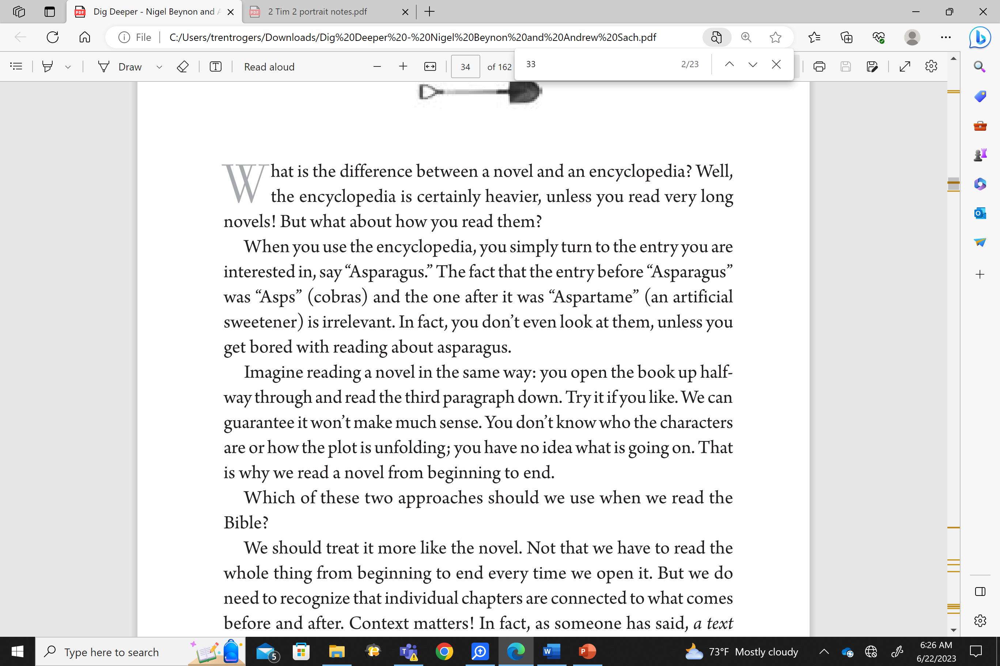 Dig Deeper - Nigel Beynon and A
2 Tim 2 portrait notes.pdf
File
C:/Users/trentrogers/Downloads/Dig%20Deeper%20-%20Nigel%20Beynon%20and%20Andrew%20Sach.pdf
Draw
Read aloud
34
of 162
33
2/23
What is the difference between a novel and an encyclopedia? Well,
the encyclopedia is certainly heavier, unless you read very long
novels! But what about how you read them?
When you use the encyclopedia, you simply turn to the entry you are
interested in, say “Asparagus.” The fact that the entry before “Asparagus”
was “Asps” (cobras) and the one after it was “Aspartame” (an artificial
sweetener) is irrelevant. In fact, you don’t even look at them, unless you
get bored with reading about asparagus.
Imagine reading a novel in the same way: you open the book up half-
way through and read the third paragraph down. Try it if you like. We can
guarantee it won’t make much sense. You don’t know who the characters
are or how the plot is unfolding; you have no idea what is going on. That
is why we read a novel from beginning to end.
Which of these two approaches should we use when we read the
Bible?
We should treat it more like the novel. Not that we have to read the
whole thing from beginning to end every time we open it. But we do
need to recognize that individual chapters are connected to what comes
before and after. Context matters! In fact, as someone has said, a text
Type here to search
5
73°F Mostly cloudy
6:26 AM
6/22/2023